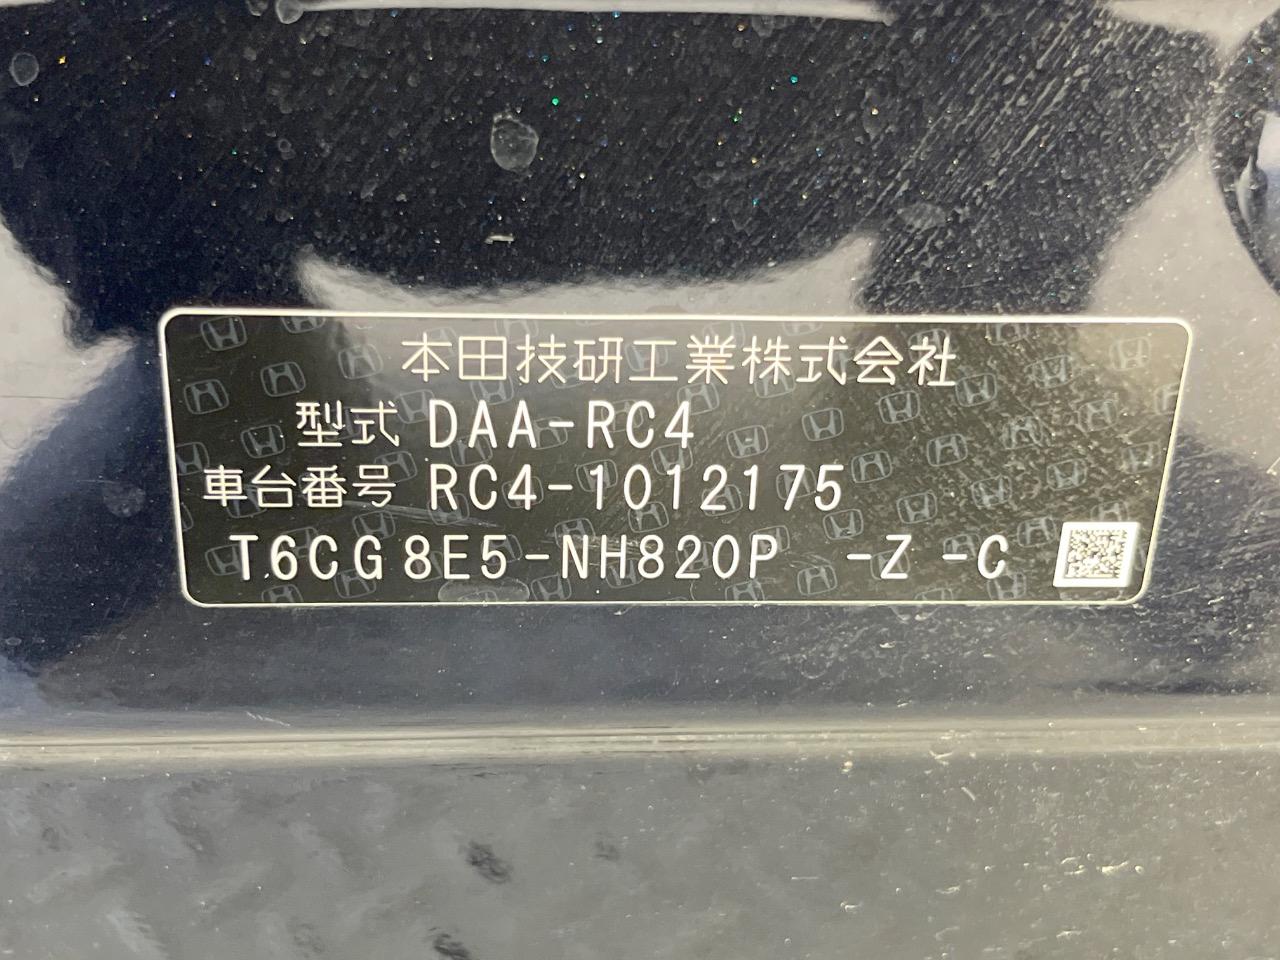 本田技研工業株式会社
型式 DAA-RC4
車台番号 RC4-1012175
T6CG8E5-NH820P -Z -C